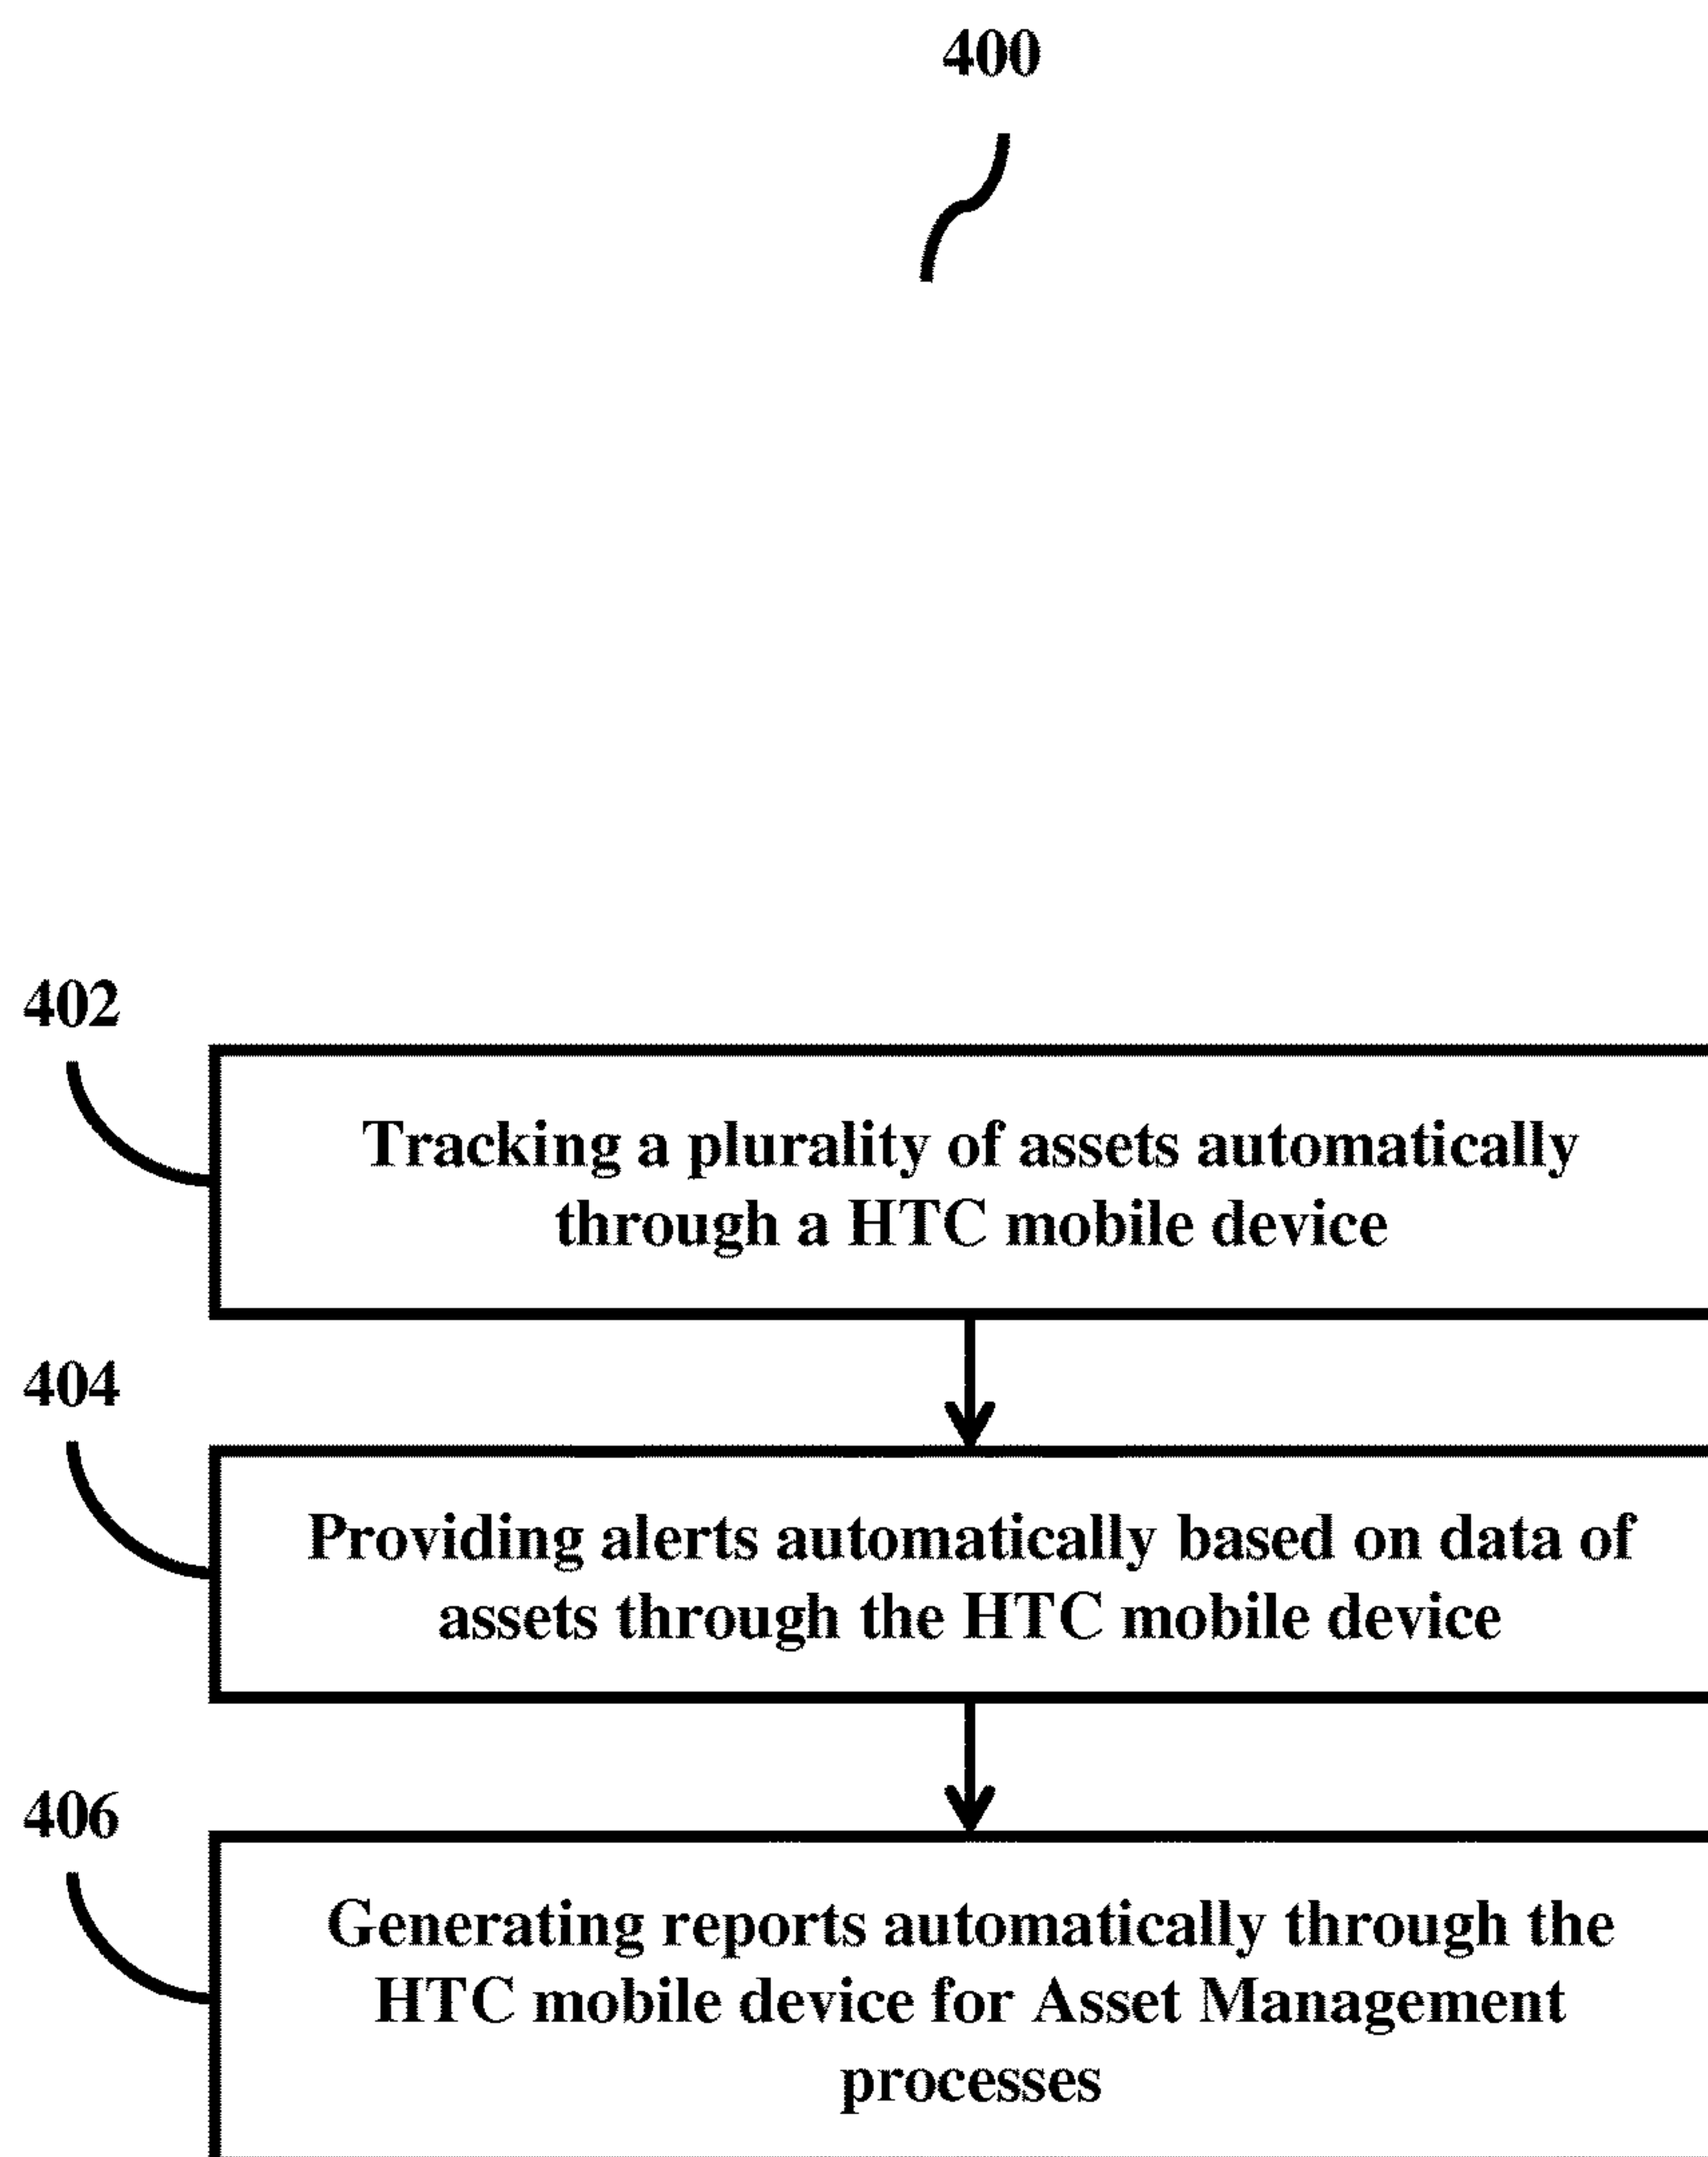 400
402
Tracking a plurality of assets automatically
through a HTC mobile device
404
Providing alerts automatically based on data of
assets through the HTC mobile device
406
Generating reports automatically through the
HTC mobile device for Asset Management
processes